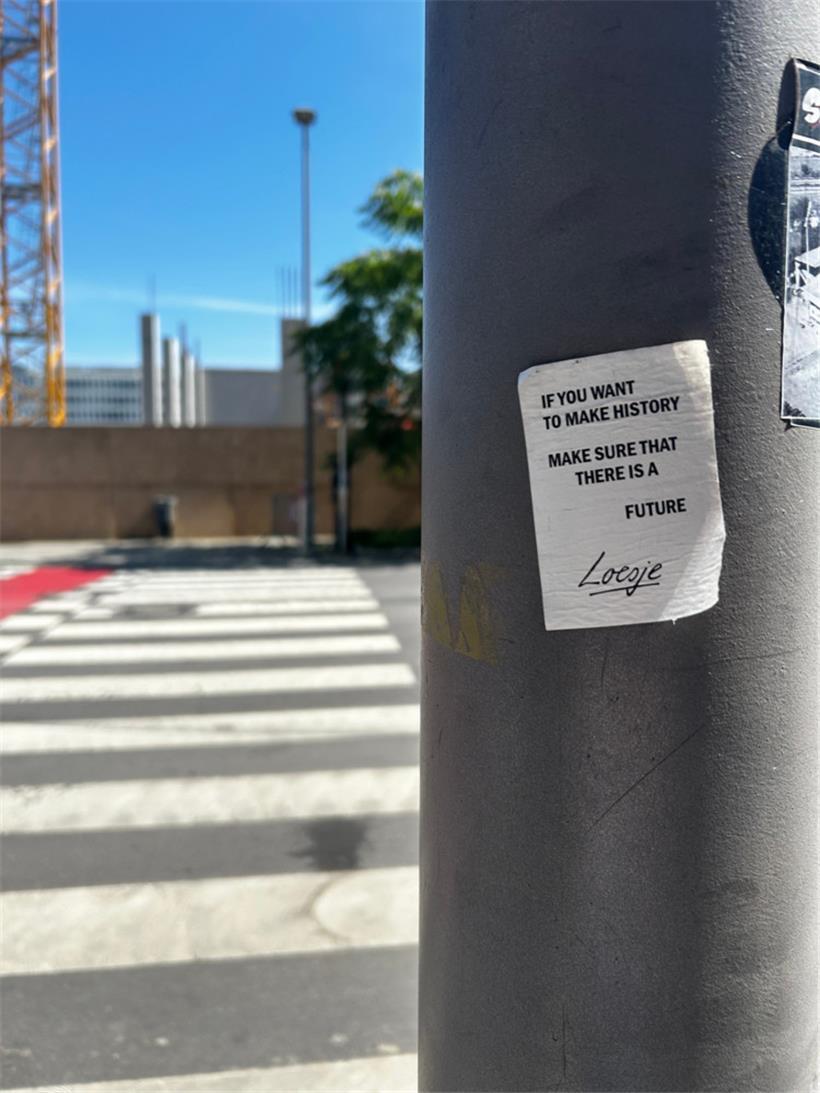 IF YOU WANT
TO MAKE HISTORY
MAKE SURE THAT
THERE IS A
FUTURE
Loesje